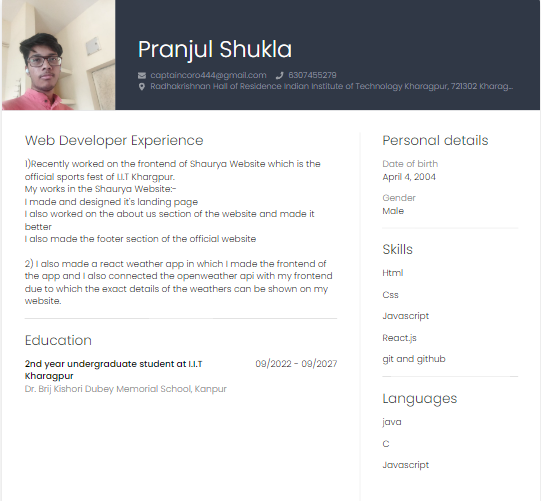 Pranjul Shukla
captaincoro444@gmail.com 6307455279
Radhakrishnan Hall of Residence Indian Institute of Technology Kharagpur, 721302 Kharag...
Web Developer Experience
1)Recently worked on the frontend of Shaurya Website which is the
official sports fest of I.I.T Khargpur.
My works in the Shaurya Website:-
I made and designed it's landing page
I also worked on the about us section of the website and made it
better
I also made the footer section of the official website
2) I also made a react weather app in which I made the frontend of
the app and I also connected the openweather api with my frontend
due to which the exact details of the weathers can be shown on my
website.
Education
2nd year undergraduate student at I.I.T 09/2022 - 09/2027
Kharagpur
Dr. Brij Kishori Dubey Memorial School, Kanpur
Personal details
Date of birth
April 4, 2004
Gender
Male
Skills
Html
Css
Javascript
React.js
git and github
Languages
java
C
Javascript